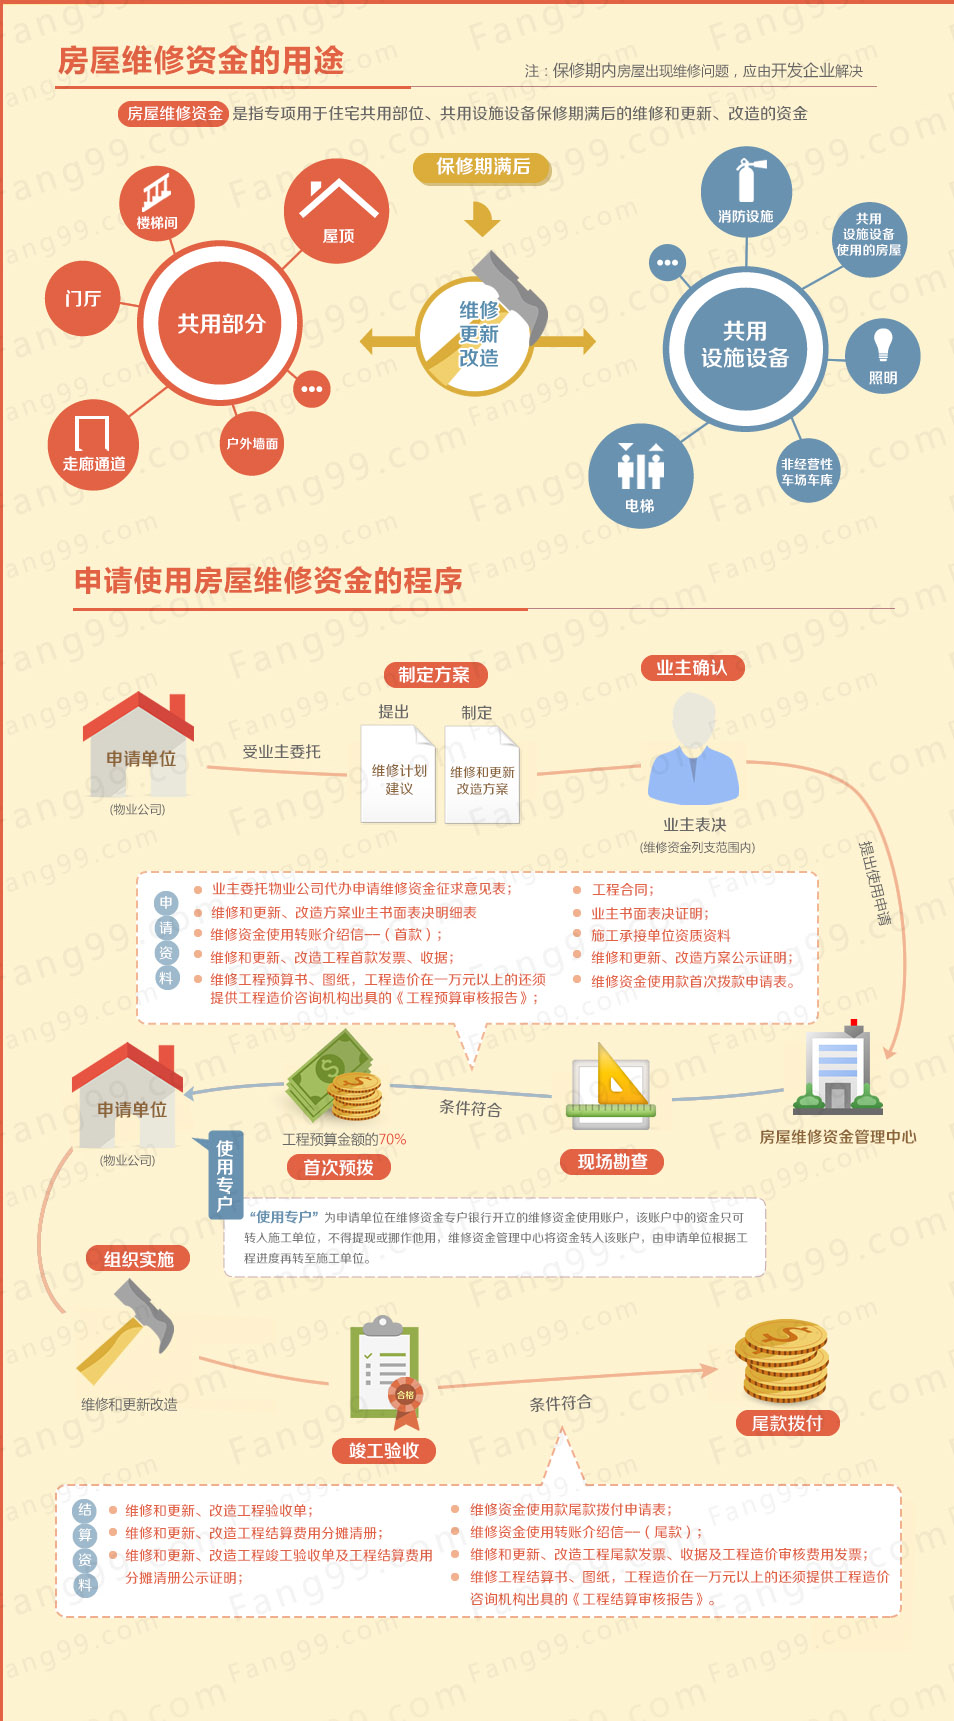 房屋维修资金的用途
注：保修期内房屋出现维修问题，应由开发企业解决
房屋维修资金 是指专项用于住宅共用部位、共用设施设备保修期满后的维修和更新、改造的资金
保修期满后
楼梯间
屋顶
门厅
共用部分
走廊通道
户外墙面
维修
更新
改造
消防设施
共用
设施设备
使用的房屋
共用
设施设备
照明
非经营性
车场车库
电梯
申请使用房屋维修资金的程序
制定方案
业主确认
提出
制定
申请单位
(物业公司)
受业主委托
维修计划
建议
维修和更新
改造方案
业主表决
(维修资金列支范围内)
提出使用申请
申请资料
业主委托物业公司代办申请维修资金征求意见表；
维修和更新、改造方案业主书面表决明细表
维修资金使用转账介绍信——（首款）；
维修和更新、改造工程首款发票、收据；
维修工程预算书、图纸，工程造价在一万元以上的还须
提供工程造价咨询机构出具的《工程预算审核报告》；
工程合同；
业主书面表决证明；
施工承接单位资质资料
维修和更新、改造方案公示证明；
维修资金使用款首次拨款申请表。
申请单位
(物业公司)
工程预算金额的70%
首次预拨
条件符合
现场勘查
房屋维修资金管理中心
使用专户
“使用专户”为申请单位在维修资金专户银行开立的维修资金使用账户，该账户中的资金只可
转人施工单位，不得提现或挪作他用，维修资金管理中心将资金转人该账户，由申请单位根据工
程进度再转至施工单位。
组织实施
维修和更新改造
合格
竣工验收
条件符合
尾款拨付
结算资料
维修和更新、改造工程验收单；
维修和更新、改造工程结算费用分摊清册；
维修和更新、改造工程竣工验收单及工程结算费用
分摊清册公示证明；
维修资金使用款尾款拨付申请表；
维修资金使用转账介绍信——（尾款）；
维修和更新、改造工程尾款发票、收据及工程造价审核费用发票；
维修工程结算书、图纸，工程造价在一万元以上的还须提供工程造价
咨询机构出具的《工程结算审核报告》。
Fang99.com